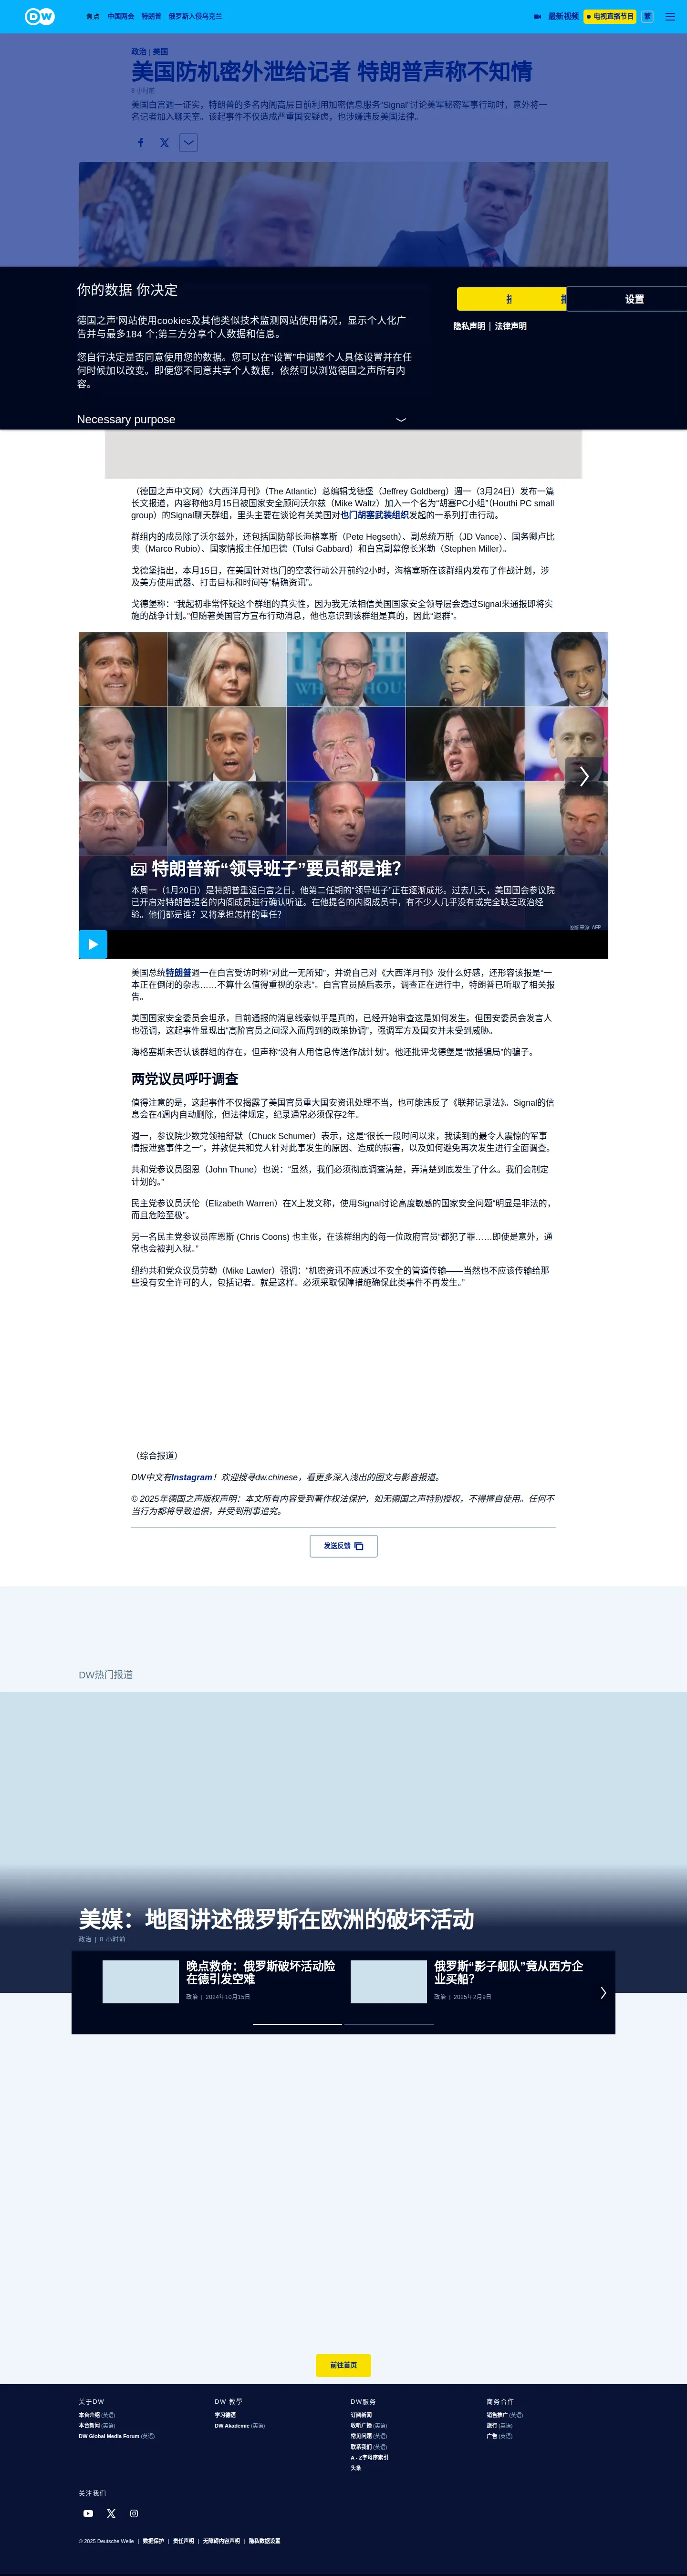 DW
焦点 中国两会 特朗普 俄罗斯入侵乌克兰
最新视频 电视直播节目 繁
政治 | 美国
美国防机密外泄给记者 特朗普声称不知情
9 小时前
美国白宫週一证实，特朗普的多名内阁高层日前利用加密信息服务“Signal”讨论美军秘密军事行动时，意外将一
名记者加入聊天室。该起事件不仅造成严重国安疑虑，也涉嫌违反美国法律。
你的数据 你决定
设置
隐私声明 | 法律声明
德国之声'网站使用cookies及其他类似技术监测网站使用情况，显示个人化广
告并与最多184 个;第三方分享个人数据和信息。
您自行决定是否同意使用您的数据。您可以在“设置”中调整个人具体设置并在任
何时候加以改变。即便您不同意共享个人数据，依然可以浏览德国之声所有内
容。
Necessary purpose
（德国之声中文网）《大西洋月刊》（The Atlantic）总编辑戈德堡（Jeffrey Goldberg）週一（3月24日）发布一篇
长文报道，内容称他3月15日被国家安全顾问沃尔兹（Mike Waltz）加入一个名为“胡塞PC小组”（Houthi PC small
group）的Signal聊天群组，里头主要在谈论有关美国对也门胡塞武装组织发起的一系列打击行动。
群组内的成员除了沃尔兹外，还包括国防部长海格塞斯（Pete Hegseth）、副总统万斯（JD Vance）、国务卿卢比
奥（Marco Rubio）、国家情报主任加巴德（Tulsi Gabbard）和白宫副幕僚长米勒（Stephen Miller）。
戈德堡指出，本月15日，在美国针对也门的空袭行动公开前约2小时，海格塞斯在该群组内发布了作战计划，涉
及美方使用武器、打击目标和时间等“精确资讯”。
戈德堡称：“我起初非常怀疑这个群组的真实性，因为我无法相信美国国家安全领导层会透过Signal来通报即将实
施的战争计划。”但随著美国官方宣布行动消息，他也意识到该群组是真的，因此“退群”。
特朗普新“领导班子”要员都是谁？
本周一（1月20日）是特朗普重返白宫之日。他第二任期的“领导班子”正在逐渐成形。过去几天，美国国会参议院
已开启对特朗普提名的内阁成员进行确认听证。在他提名的内阁成员中，有不少人几乎没有或完全缺乏政治经
验。他们都是谁？又将承担怎样的重任？
图像来源: AFP
美国总统特朗普週一在白宫受访时称“对此一无所知”，并说自己对《大西洋月刊》没什么好感，还形容该报是“一
本正在倒闭的杂志……不算什么值得重视的杂志”。白宫官员随后表示，调查正在进行中，特朗普已听取了相关报
告。
美国国家安全委员会坦承，目前通报的消息线索似乎是真的，已经开始审查这是如何发生。但国安委员会发言人
也强调，这起事件显现出“高阶官员之间深入而周到的政策协调”，强调军方及国安并未受到威胁。
海格塞斯未否认该群组的存在，但声称“没有人用信息传送作战计划”。他还批评戈德堡是“散播骗局”的骗子。
两党议员呼吁调查
值得注意的是，这起事件不仅揭露了美国官员重大国安资讯处理不当，也可能违反了《联邦记录法》。Signal的信
息会在4週内自动删除，但法律规定，纪录通常必须保存2年。
週一，参议院少数党领袖舒默（Chuck Schumer）表示，这是“很长一段时间以来，我读到的最令人震惊的军事
情报泄露事件之一”，并敦促共和党人针对此事发生的原因、造成的损害，以及如何避免再次发生进行全面调查。
共和党参议员图恩（John Thune）也说：“显然，我们必须彻底调查清楚，弄清楚到底发生了什么。我们会制定
计划的。”
民主党参议员沃伦（Elizabeth Warren）在X上发文称，使用Signal讨论高度敏感的国家安全问题“明显是非法的，
而且危险至极”。
另一名民主党参议员库恩斯 (Chris Coons) 也主张，在该群组内的每一位政府官员“都犯了罪……即使是意外，通
常也会被判入狱。”
纽约共和党众议员劳勒（Mike Lawler）强调：“机密资讯不应透过不安全的管道传输——当然也不应该传输给那
些没有安全许可的人，包括记者。就是这样。必须采取保障措施确保此类事件不再发生。”
（综合报道）
DW中文有Instagram！欢迎搜寻dw.chinese，看更多深入浅出的图文与影音报道。
© 2025年德国之声版权声明：本文所有内容受到著作权法保护，如无德国之声特别授权，不得擅自使用。任何不
当行为都将导致追偿，并受到刑事追究。
发送反馈
DW热门报道
美媒：地图讲述俄罗斯在欧洲的破坏活动
政治 | 8 小时前
晚点救命：俄罗斯破坏活动险
在德引发空难
政治 | 2024年10月15日
俄罗斯“影子舰队”竟从西方企
业买船？
政治 | 2025年2月9日
前往首页
关于DW
本台介绍 (英语)
本台新闻 (英语)
DW Global Media Forum (英语)
DW 教學
学习德语
DW Akademie (英语)
DW服务
订阅新闻
收听广播 (英语)
常见问题 (英语)
联系我们 (英语)
A - Z字母序索引
头条
商务合作
销售推广 (英语)
旅行 (英语)
广告 (英语)
关注我们
© 2025 Deutsche Welle | 数据保护 | 责任声明 | 无障碍内容声明 | 隐私数据设置